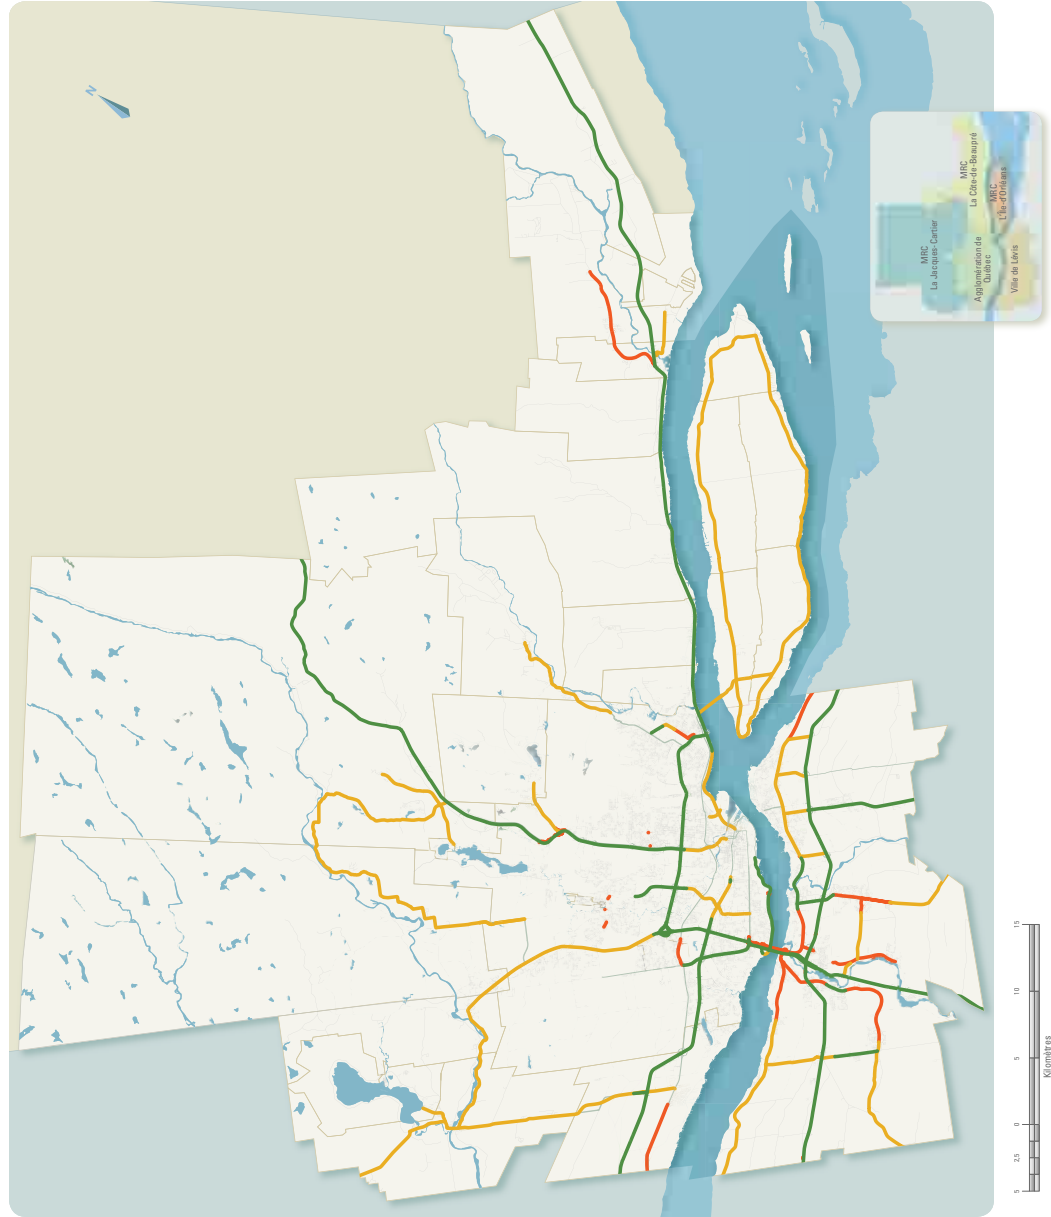 N
MRC
La Côte-de-Beaupré
MRC
L'Île-d'Orléans
MRC
La Jacques-Cartier
Agglomération de
Québec
Ville de Lévis
5 2,5 0 5 10 15
Kilomètres